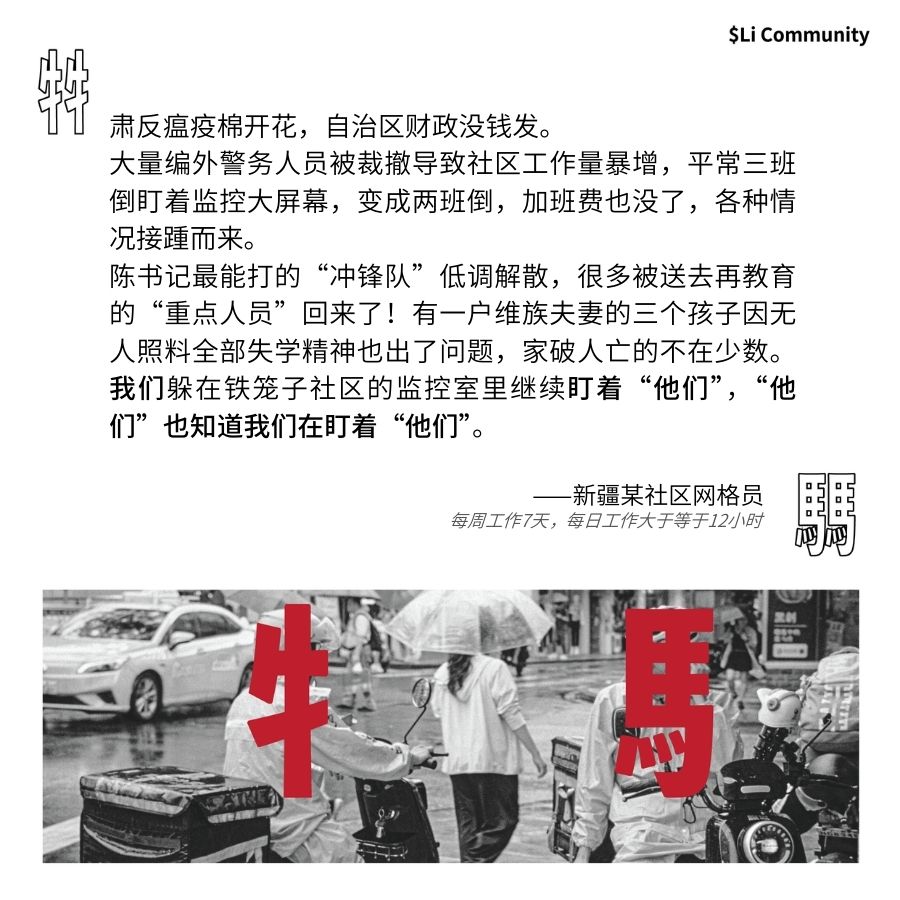 $Li Community
牜牜
肃反瘟疫棉开花，自治区财政没钱发。
大量编外警务人员被裁撤导致社区工作量暴增，平常三班
倒盯着监控大屏幕，变成两班倒，加班费也没了，各种情
况接踵而来。
陈书记最能打的“冲锋队”低调解散，很多被送去再教育
的“重点人员”回来了！有一户维族夫妻的三个孩子因无
人照料全部失学精神也出了问题，家破人亡的不在少数。
我们躲在铁笼子社区的监控室里继续盯着“他们”，“他
们”也知道我们在盯着“他们”。
——新疆某社区网格员
每周工作7天，每日工作大于等于12小时
馬馬
牜 馬